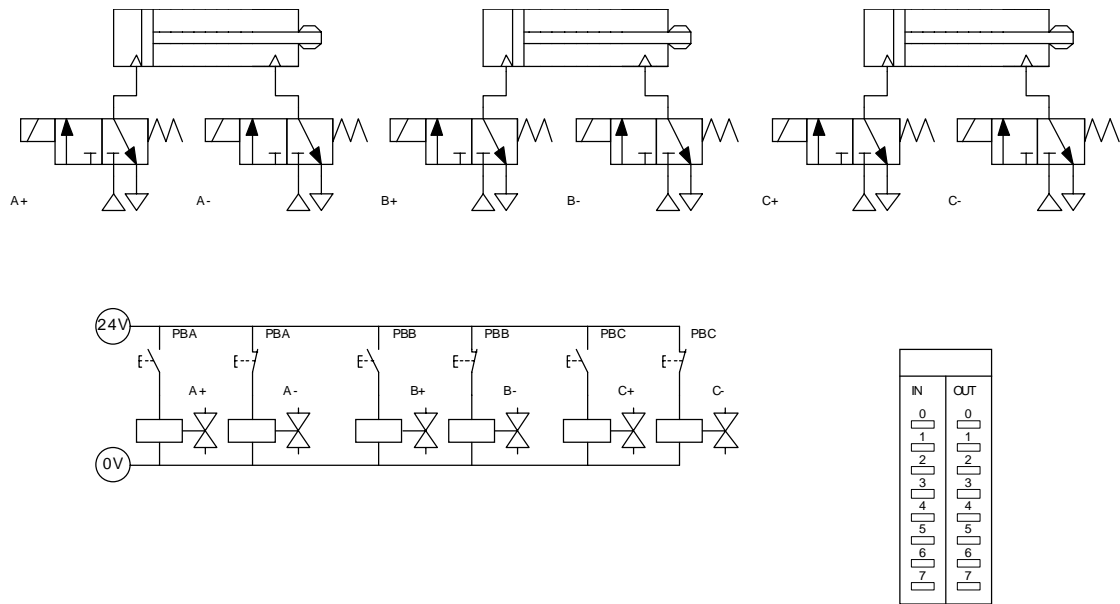 A+ A- B+ B- C+ C-
24V
PBA PBA PBB PBB PBC PBC
A+ A- B+ B- C+ C-
0V
IN OUT
0 0
1 1
2 2
3 3
4 4
5 5
6 6
7 7